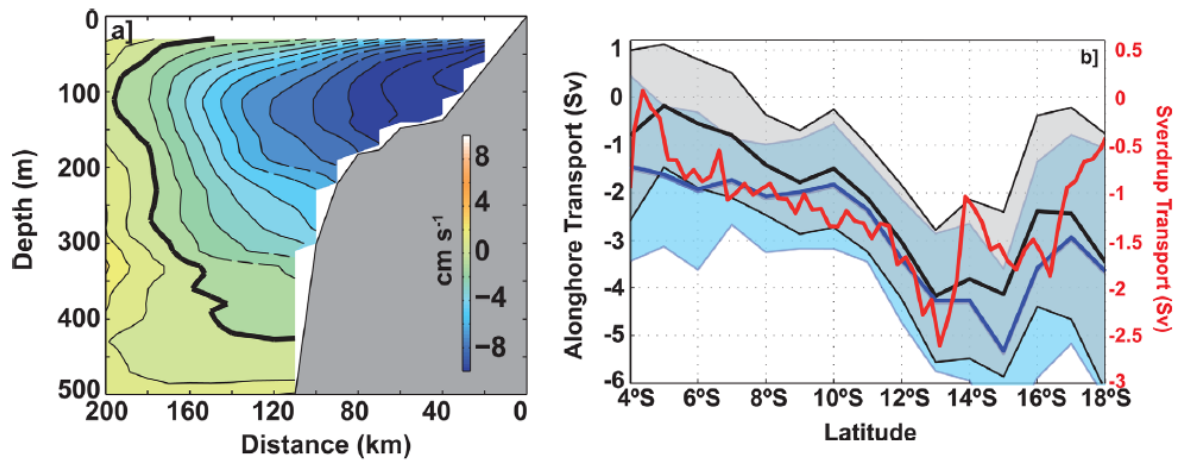 a]
0
100
200
300
400
500
Depth (m)
200
160
120
80
40
0
Distance (km)
8
4
0
−4
−8
cm s⁻¹
b]
1
0
-1
-2
-3
-4
-5
-6
Alonghore Transport (Sv)
4ºS
6ºS
8ºS
10ºS
12ºS
14ºS
16ºS
18ºS
Latitude
0.5
0
-0.5
-1
-1.5
-2
-2.5
-3
Sverdrup Transport (Sv)